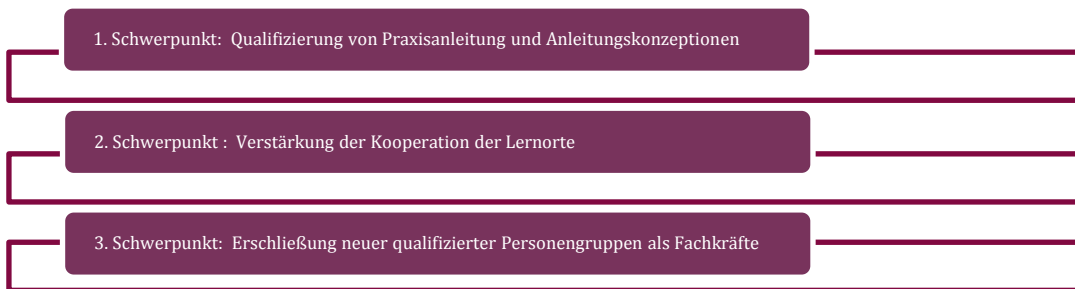 1. Schwerpunkt: Qualifizierung von Praxisanleitung und Anleitungskonzeptionen
2. Schwerpunkt : Verstärkung der Kooperation der Lernorte
3. Schwerpunkt: Erschließung neuer qualifizierter Personengruppen als Fachkräfte